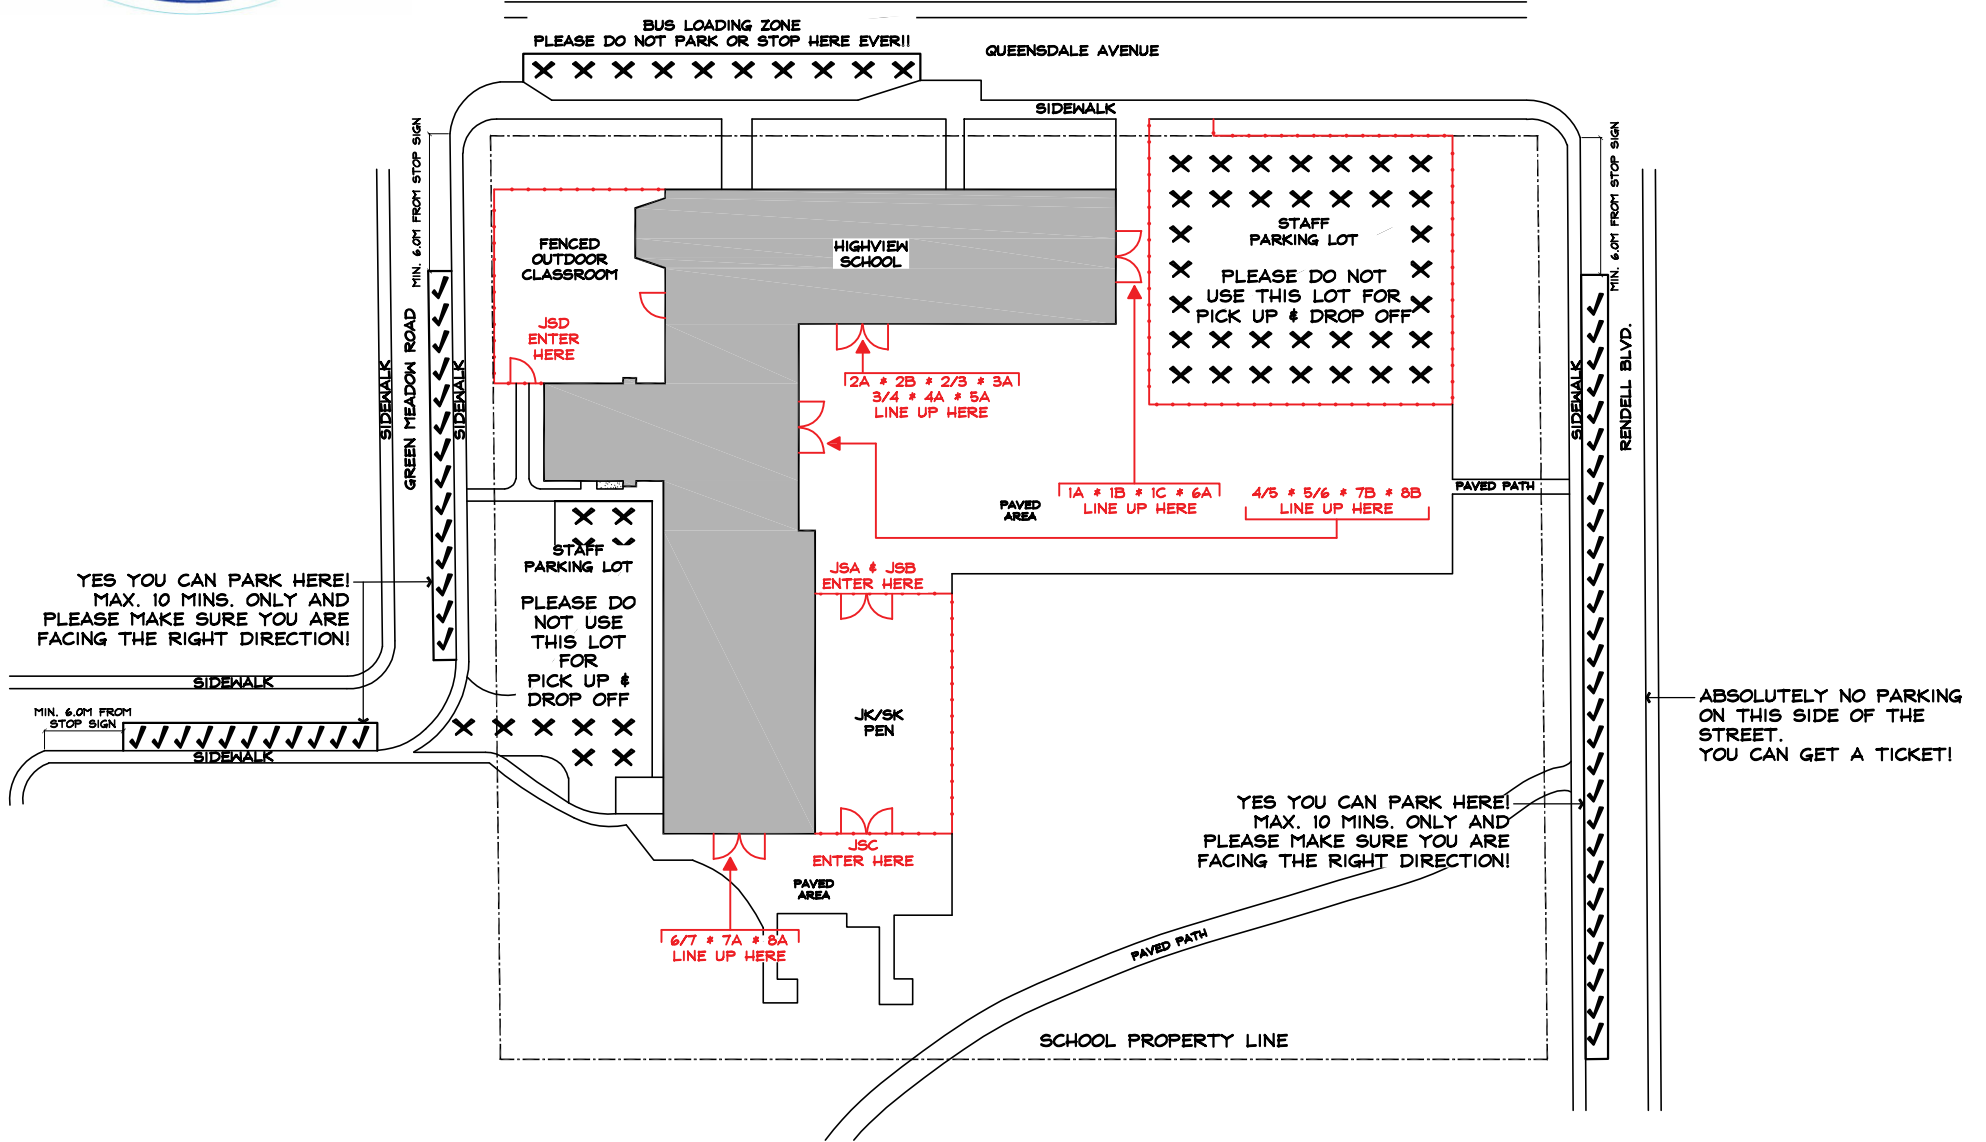 BUS LOADING ZONE
PLEASE DO NOT PARK OR STOP HERE EVER!!
QUEENSDALE AVENUE
SIDEWALK
MIN. 6.0M FROM STOP SIGN
MIN. 6.0M FROM STOP SIGN
STAFF
PARKING LOT
PLEASE DO NOT
USE THIS LOT FOR
PICK UP & DROP OFF
FENCED
OUTDOOR
CLASSROOM
HIGHVIEW
SCHOOL
JSD
ENTER
HERE
SIDEWALK
GREEN MEADOW ROAD
SIDEWALK
SIDEWALK
RENDELL BLVD.
2A * 2B * 2/3 * 3A
3/4 * 4A * 5A
LINE UP HERE
1A * 1B * 1C * 6A
LINE UP HERE
4/5 * 5/6 * 7B * 8B
LINE UP HERE
PAVED PATH
PAVED
AREA
STAFF
PARKING LOT
PLEASE DO
NOT USE
THIS LOT
FOR
PICK UP &
DROP OFF
JSA & JSB
ENTER HERE
YES YOU CAN PARK HERE!
MAX. 10 MINS. ONLY AND
PLEASE MAKE SURE YOU ARE
FACING THE RIGHT DIRECTION!
SIDEWALK
MIN. 6.0M FROM
STOP SIGN
SIDEWALK
JK/SK
PEN
ABSOLUTELY NO PARKING
ON THIS SIDE OF THE
STREET.
YOU CAN GET A TICKET!
YES YOU CAN PARK HERE!
MAX. 10 MINS. ONLY AND
PLEASE MAKE SURE YOU ARE
FACING THE RIGHT DIRECTION!
JSC
ENTER HERE
PAVED
AREA
6/7 * 7A * 8A
LINE UP HERE
PAVED PATH
SCHOOL PROPERTY LINE